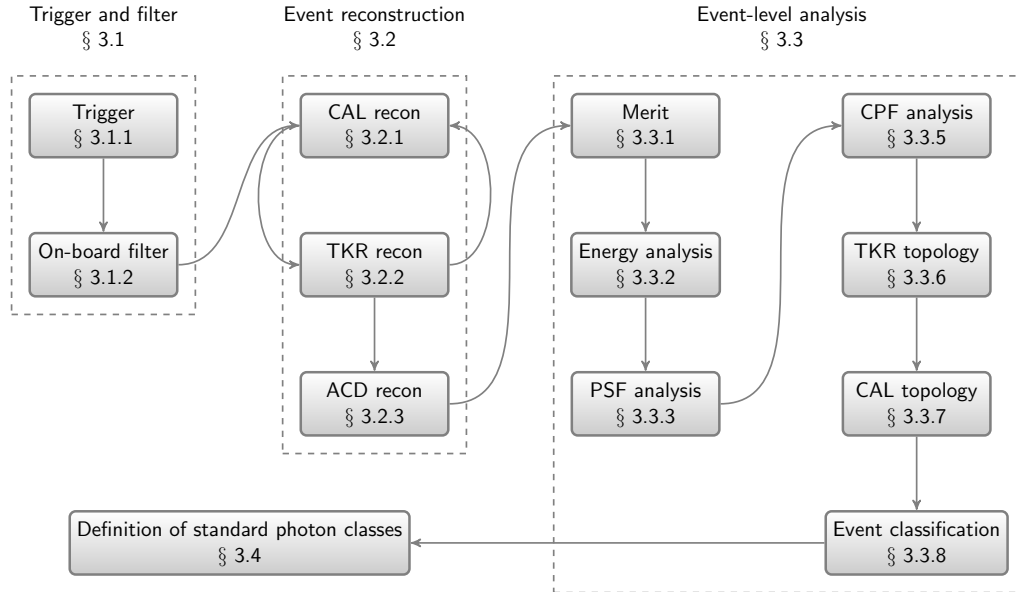 Trigger and filter
§ 3.1
Event reconstruction
§ 3.2
Event-level analysis
§ 3.3
Trigger
§ 3.1.1
On-board filter
§ 3.1.2
CAL recon
§ 3.2.1
TKR recon
§ 3.2.2
ACD recon
§ 3.2.3
Merit
§ 3.3.1
Energy analysis
§ 3.3.2
PSF analysis
§ 3.3.3
CPF analysis
§ 3.3.5
TKR topology
§ 3.3.6
CAL topology
§ 3.3.7
Event classification
§ 3.3.8
Definition of standard photon classes
§ 3.4